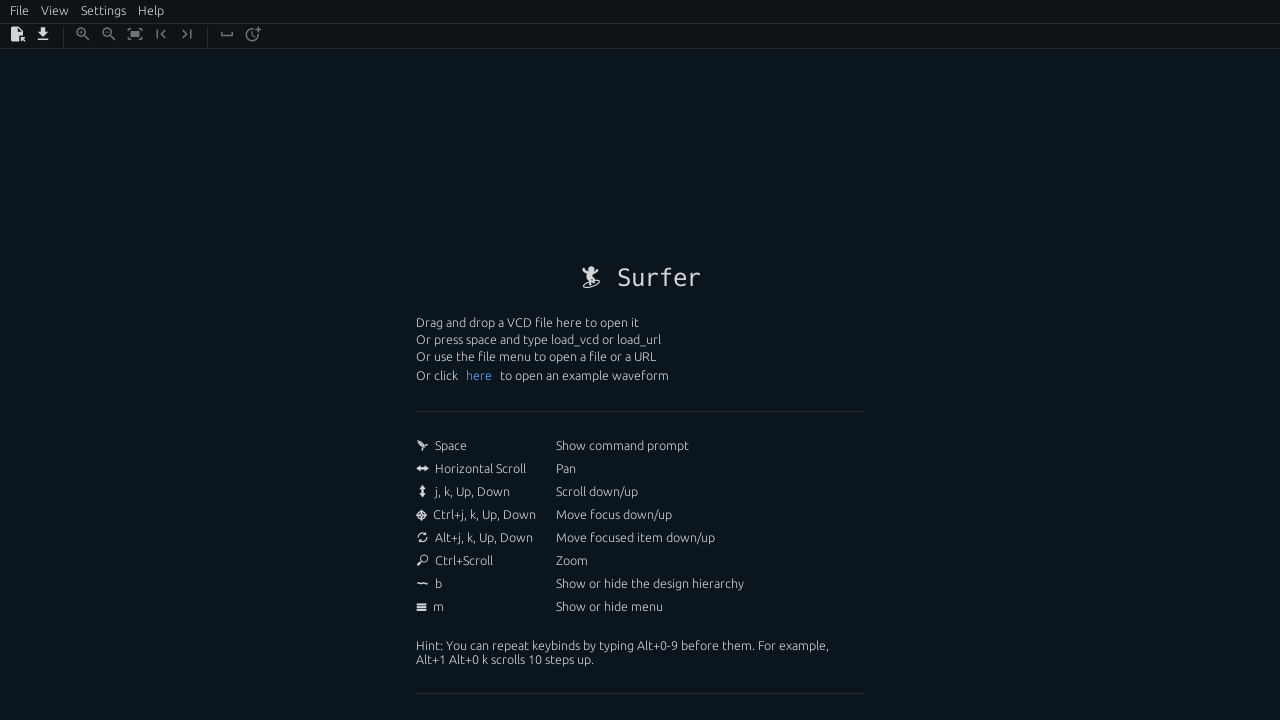 File View Settings Help
Surfer
Drag and drop a VCD file here to open it
Or press space and type load_vcd or load_url
Or use the file menu to open a file or a URL
Or click here to open an example waveform
Space Show command prompt
Horizontal Scroll Pan
j, k, Up, Down Scroll down/up
Ctrl+j, k, Up, Down Move focus down/up
Alt+j, k, Up, Down Move focused item down/up
Ctrl+Scroll Zoom
b Show or hide the design hierarchy
m Show or hide menu
Hint: You can repeat keybinds by typing Alt+0-9 before them. For example,
Alt+1 Alt+0 k scrolls 10 steps up.